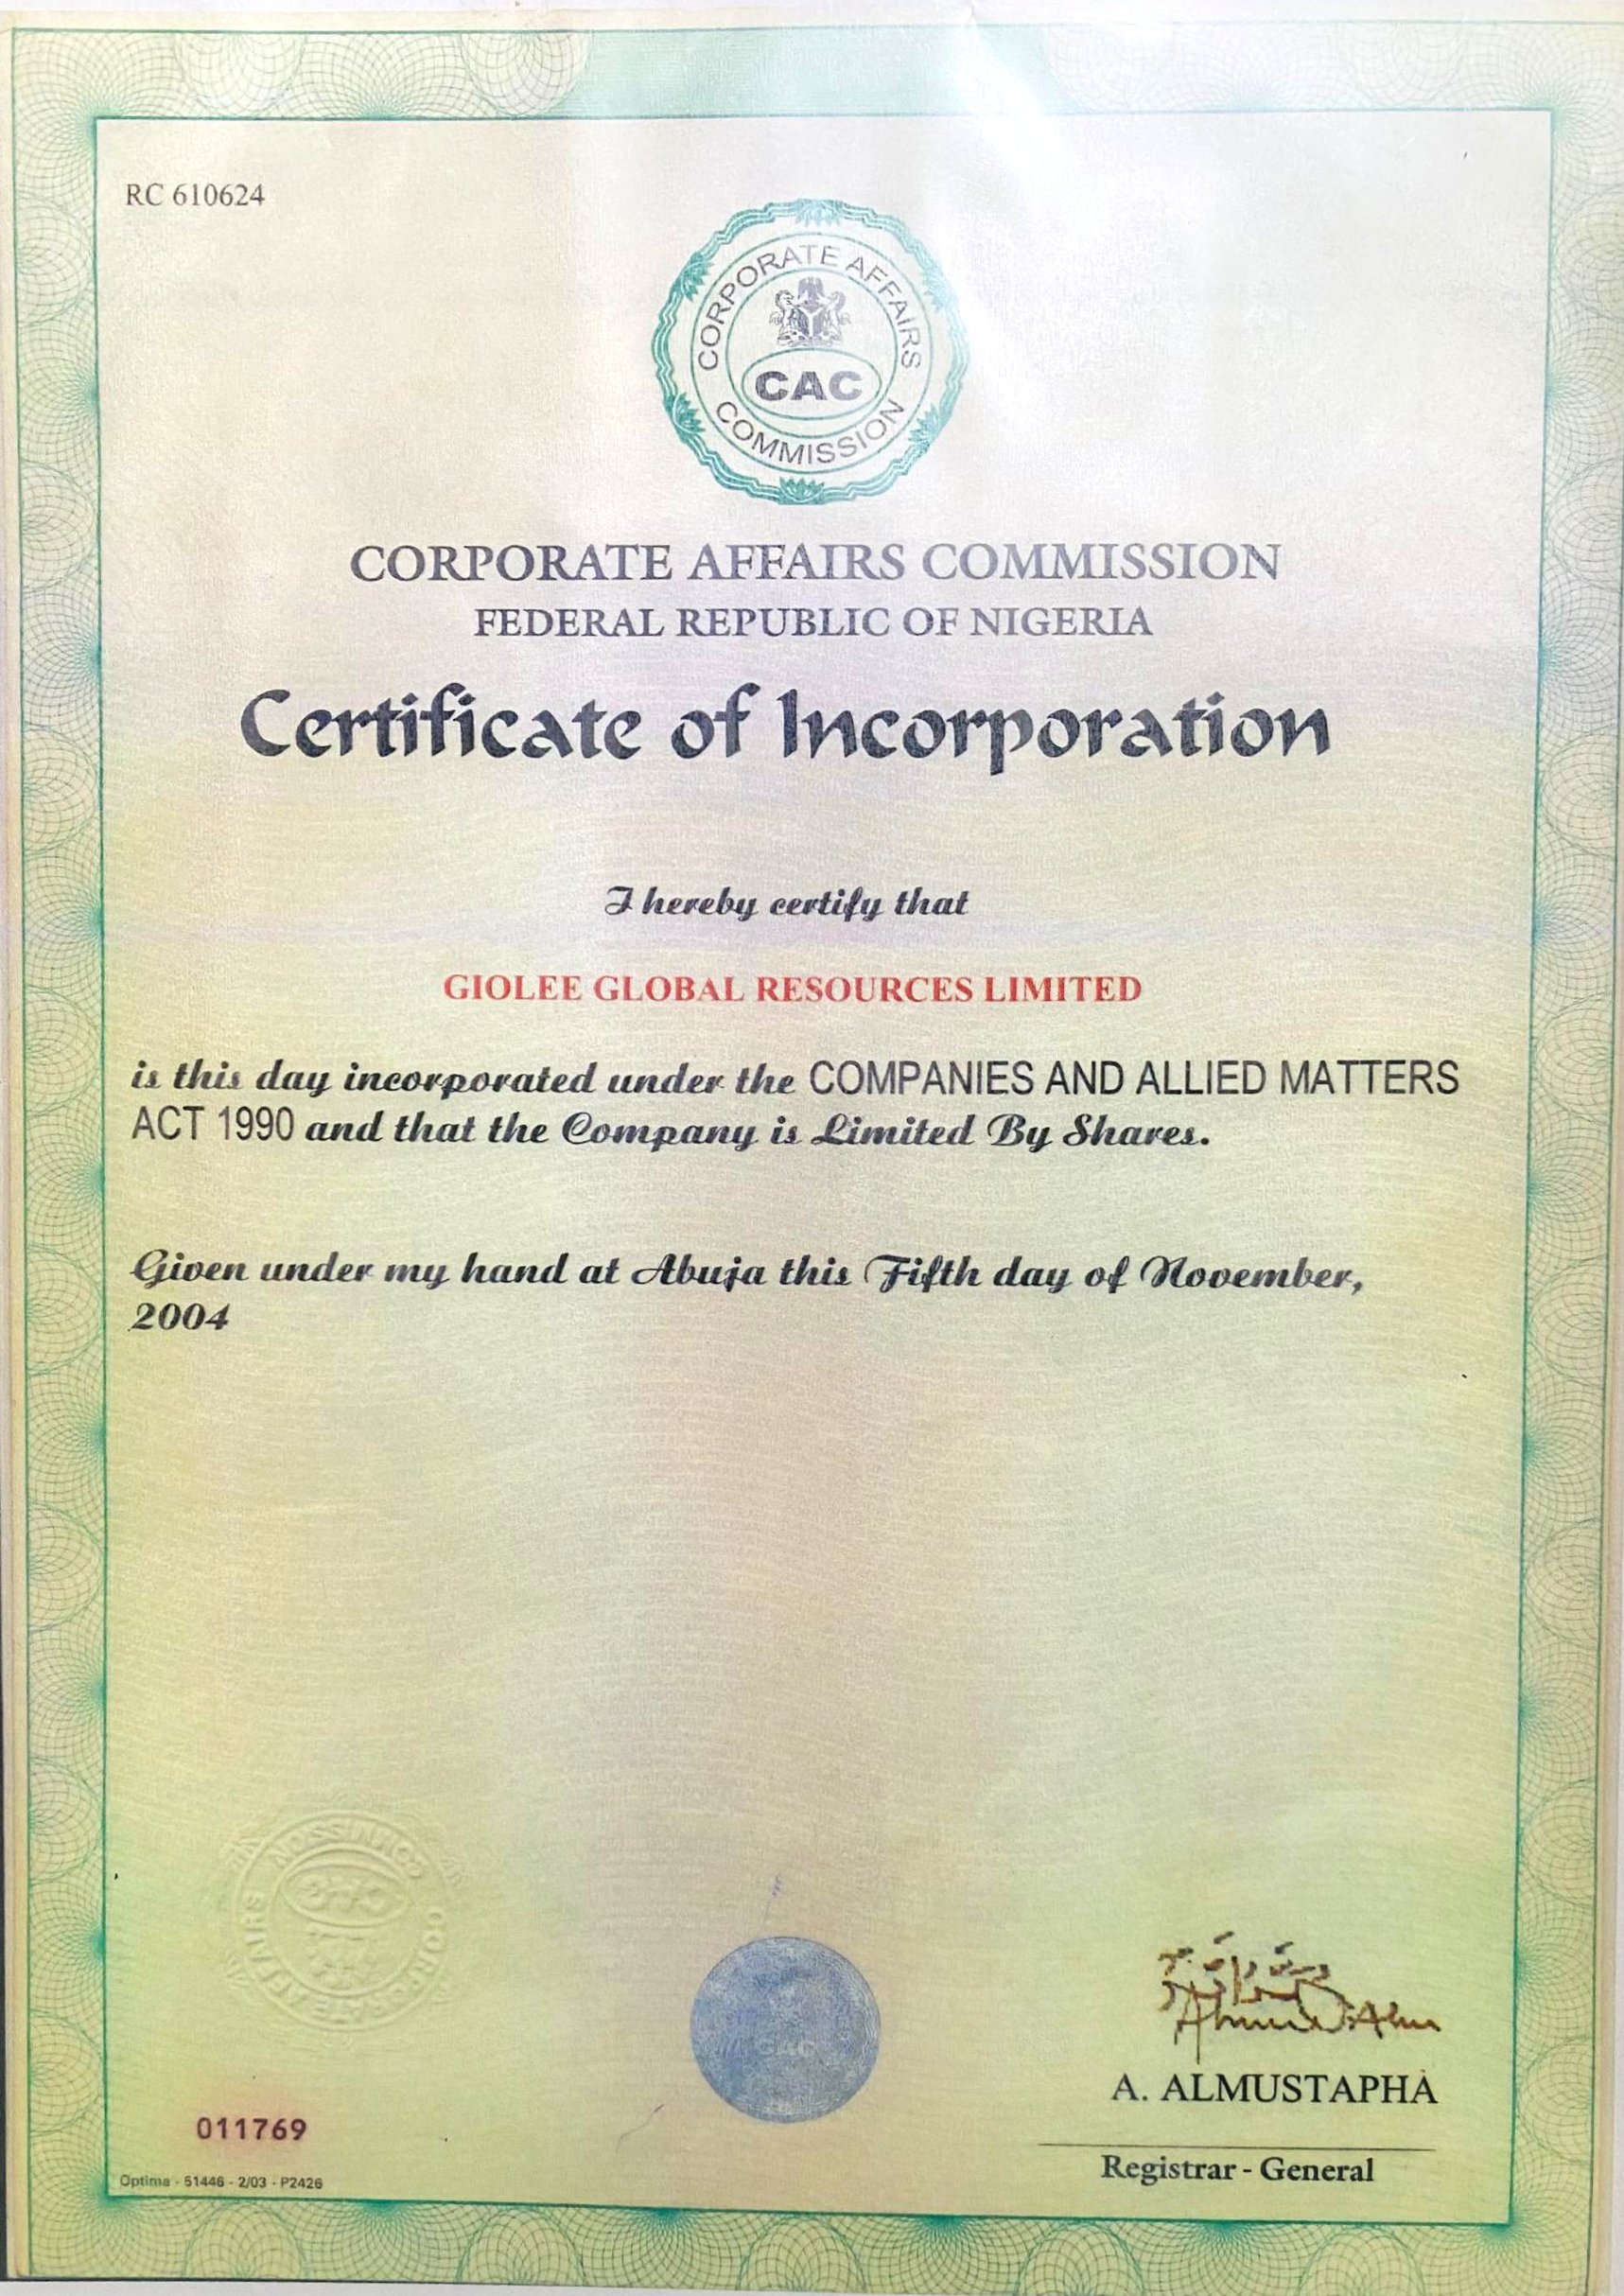 RC 610624
CORPORATE AFFAIRS
CAC
COMMISSION
CORPORATE AFFAIRS COMMISSION
FEDERAL REPUBLIC OF NIGERIA
Certificate of Incorporation
I hereby certify that
GIOLEE GLOBAL RESOURCES LIMITED
is this day incorporated under the COMPANIES AND ALLIED MATTERS
ACT 1990 and that the Company is Limited By Shares.
Given under my hand at Abuja this Fifth day of November,
2004
CORPORATE AFFAIRS
COMMISSION
CAC
CAC
A. ALMUSTAPHA
Registrar - General
011769
Optima - 51446 - 2/03 - P2426